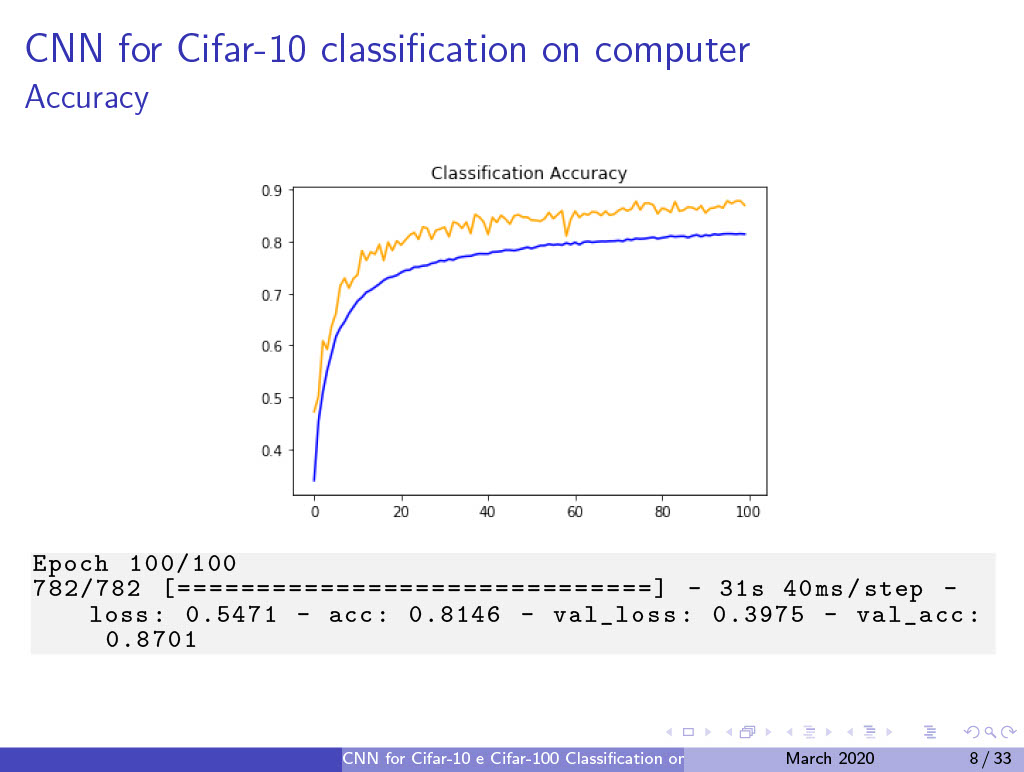 CNN for Cifar-10 classification on computer
Accuracy
Classification Accuracy
0.9
0.8
0.7
0.6
0.5
0.4
0 20 40 60 80 100
Epoch 100/100
782/782 [==============================] - 31s 40ms/step -
loss: 0.5471 - acc: 0.8146 - val_loss: 0.3975 - val_acc:
0.8701
CNN for Cifar-10 e Cifar-100 Classification or March 2020 8 / 33